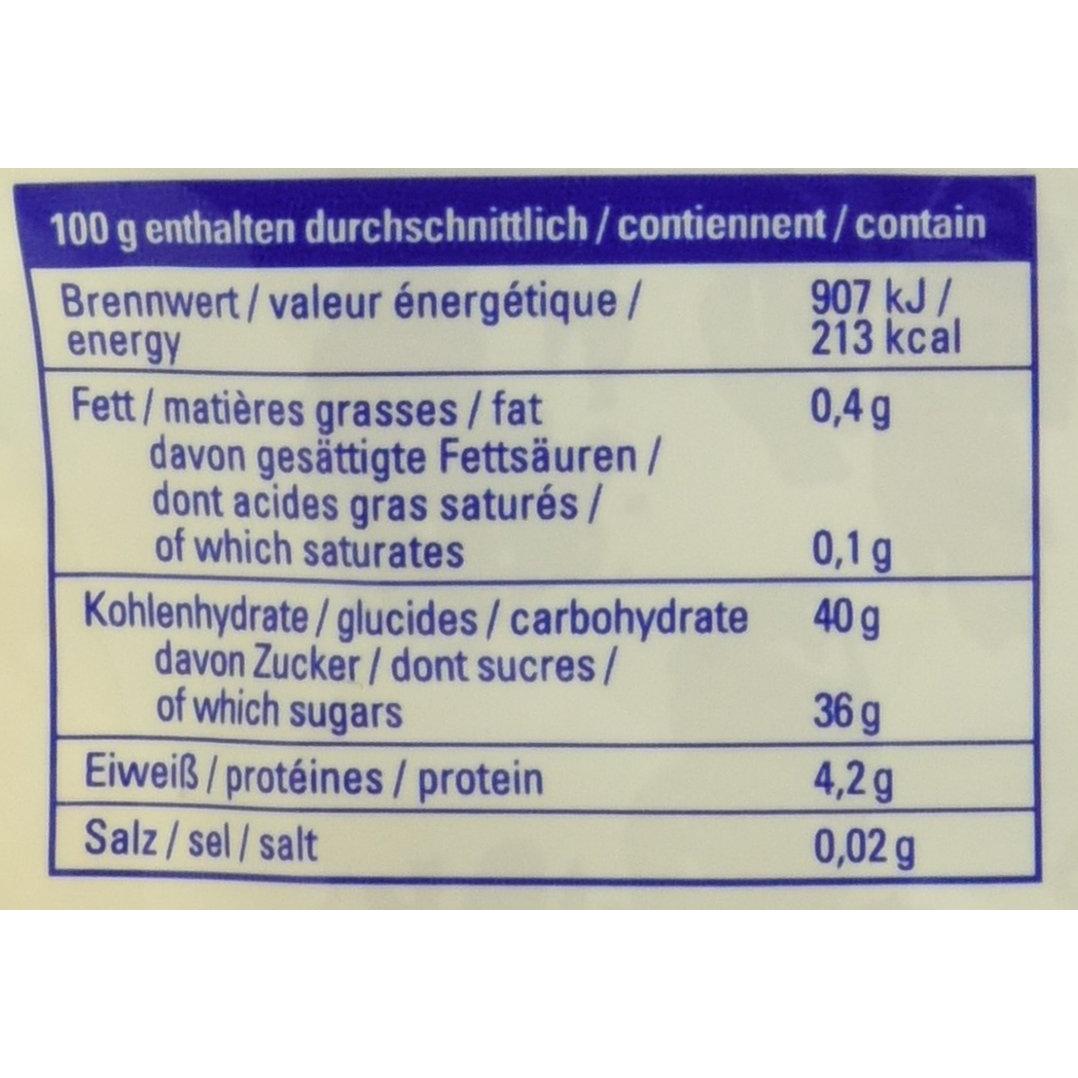 100 g enthalten durchschnittlich / contiennent / contain
Brennwert / valeur énergétique / 907 kJ /
energy 213 kcal
Fett / matières grasses / fat 0,4 g
davon gesättigte Fettsäuren /
dont acides gras saturés /
of which saturates 0,1 g
Kohlenhydrate / glucides / carbohydrate 40 g
davon Zucker / dont sucres /
of which sugars 36 g
Eiweiß / protéines / protein 4,2 g
Salz / sel / salt 0,02 g